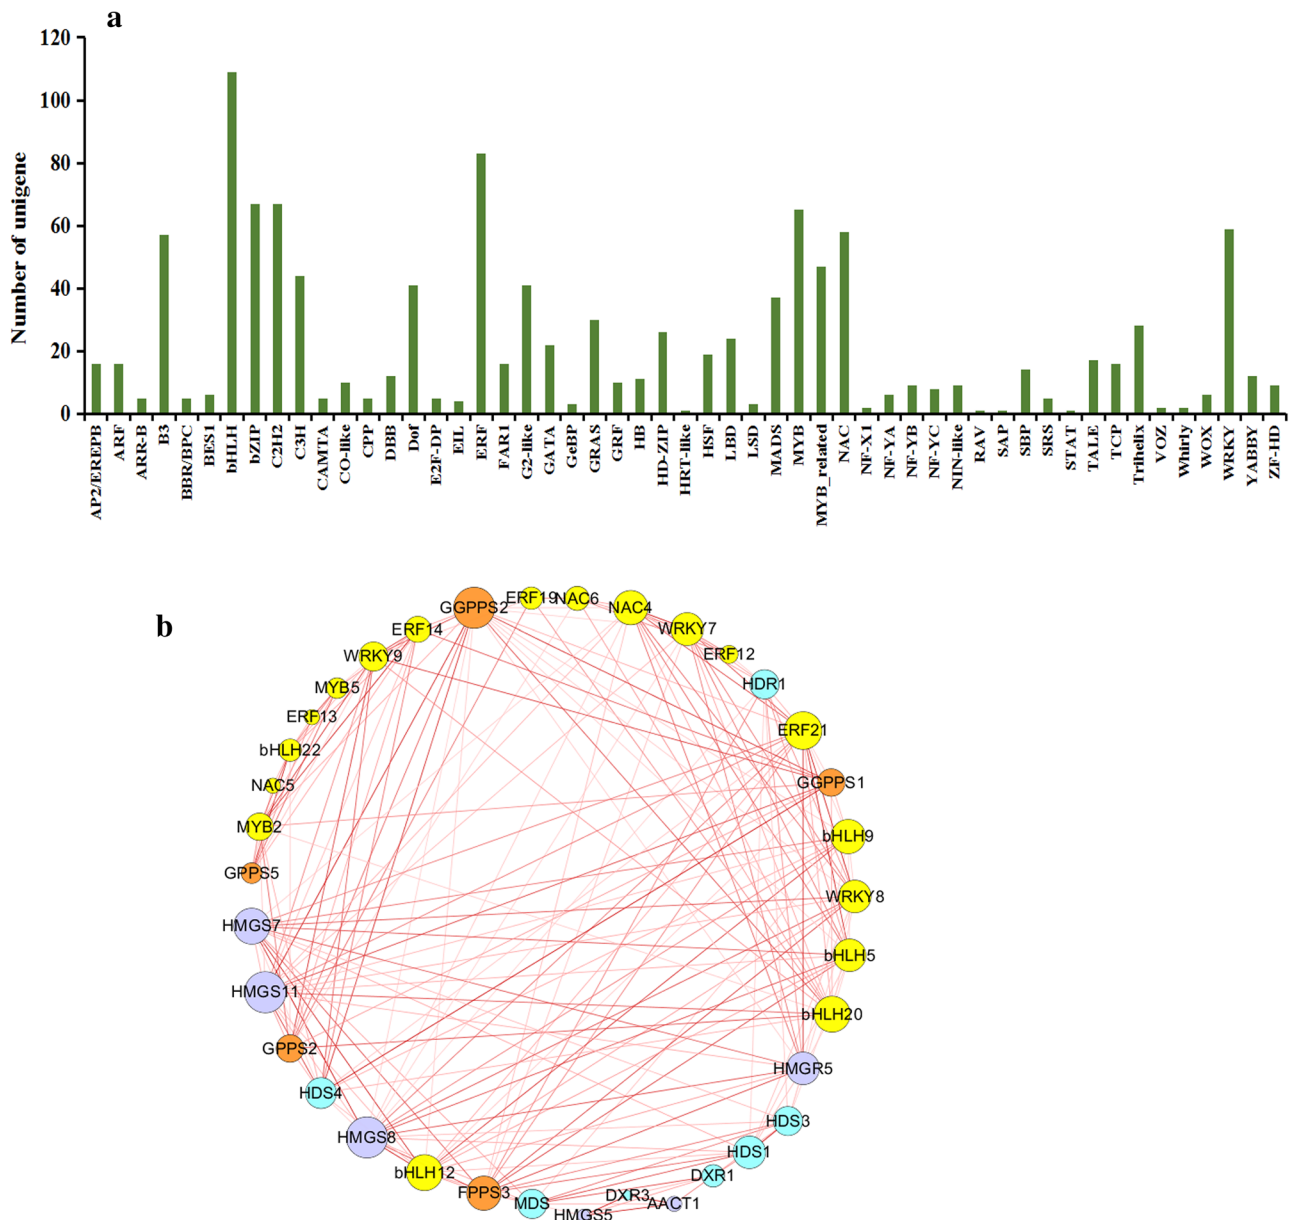 a
120
100
80
60
40
20
0
Number of unigene
AP2/EREPB
ARF
ARR-B
B3
BBR/BPC
BES1
bHLH
bZIP
C2H2
C3H
CAMTA
CO-like
CPP
DBB
Dof
E2F-DP
EIL
ERF
FAR1
G2-like
GATA
GeBP
GRAS
GRF
HB
HD-ZIP
HRT-like
HSF
LBD
LSD
MADS
MYB
MYB_related
NAC
NF-X1
NF-YA
NF-YB
NF-YC
NIN-like
RAV
SAP
SBP
SRS
STAT
TALE
TCP
Trihelix
VOZ
Whirly
WOX
WRKY
YABBY
ZF-HD
b
GGPPS2
ERF19
NAC6
NAC4
WRKY7
ERF12
HDR1
ERF21
GGPPS1
bHLH9
WRKY8
bHLH5
bHLH20
HMGR5
HDS3
HDS1
DXR1
AACT1
DXR3
HMGS5
MDS
FPPS3
bHLH12
HMGS8
HDS4
GPPS2
HMGS11
HMGS7
GPPS5
MYB2
NAC5
bHLH22
ERF13
MYB5
WRKY9
ERF14